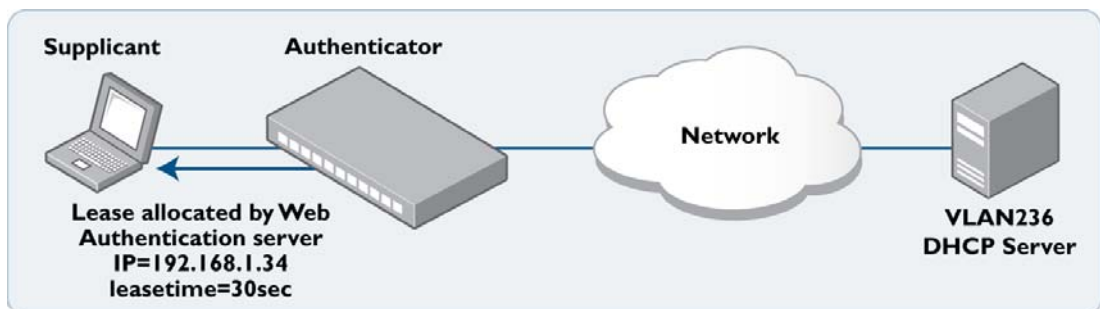 Supplicant
Authenticator
Network
Lease allocated by Web
Authentication server
IP=192.168.1.34
leasetime=30sec
VLAN236
DHCP Server